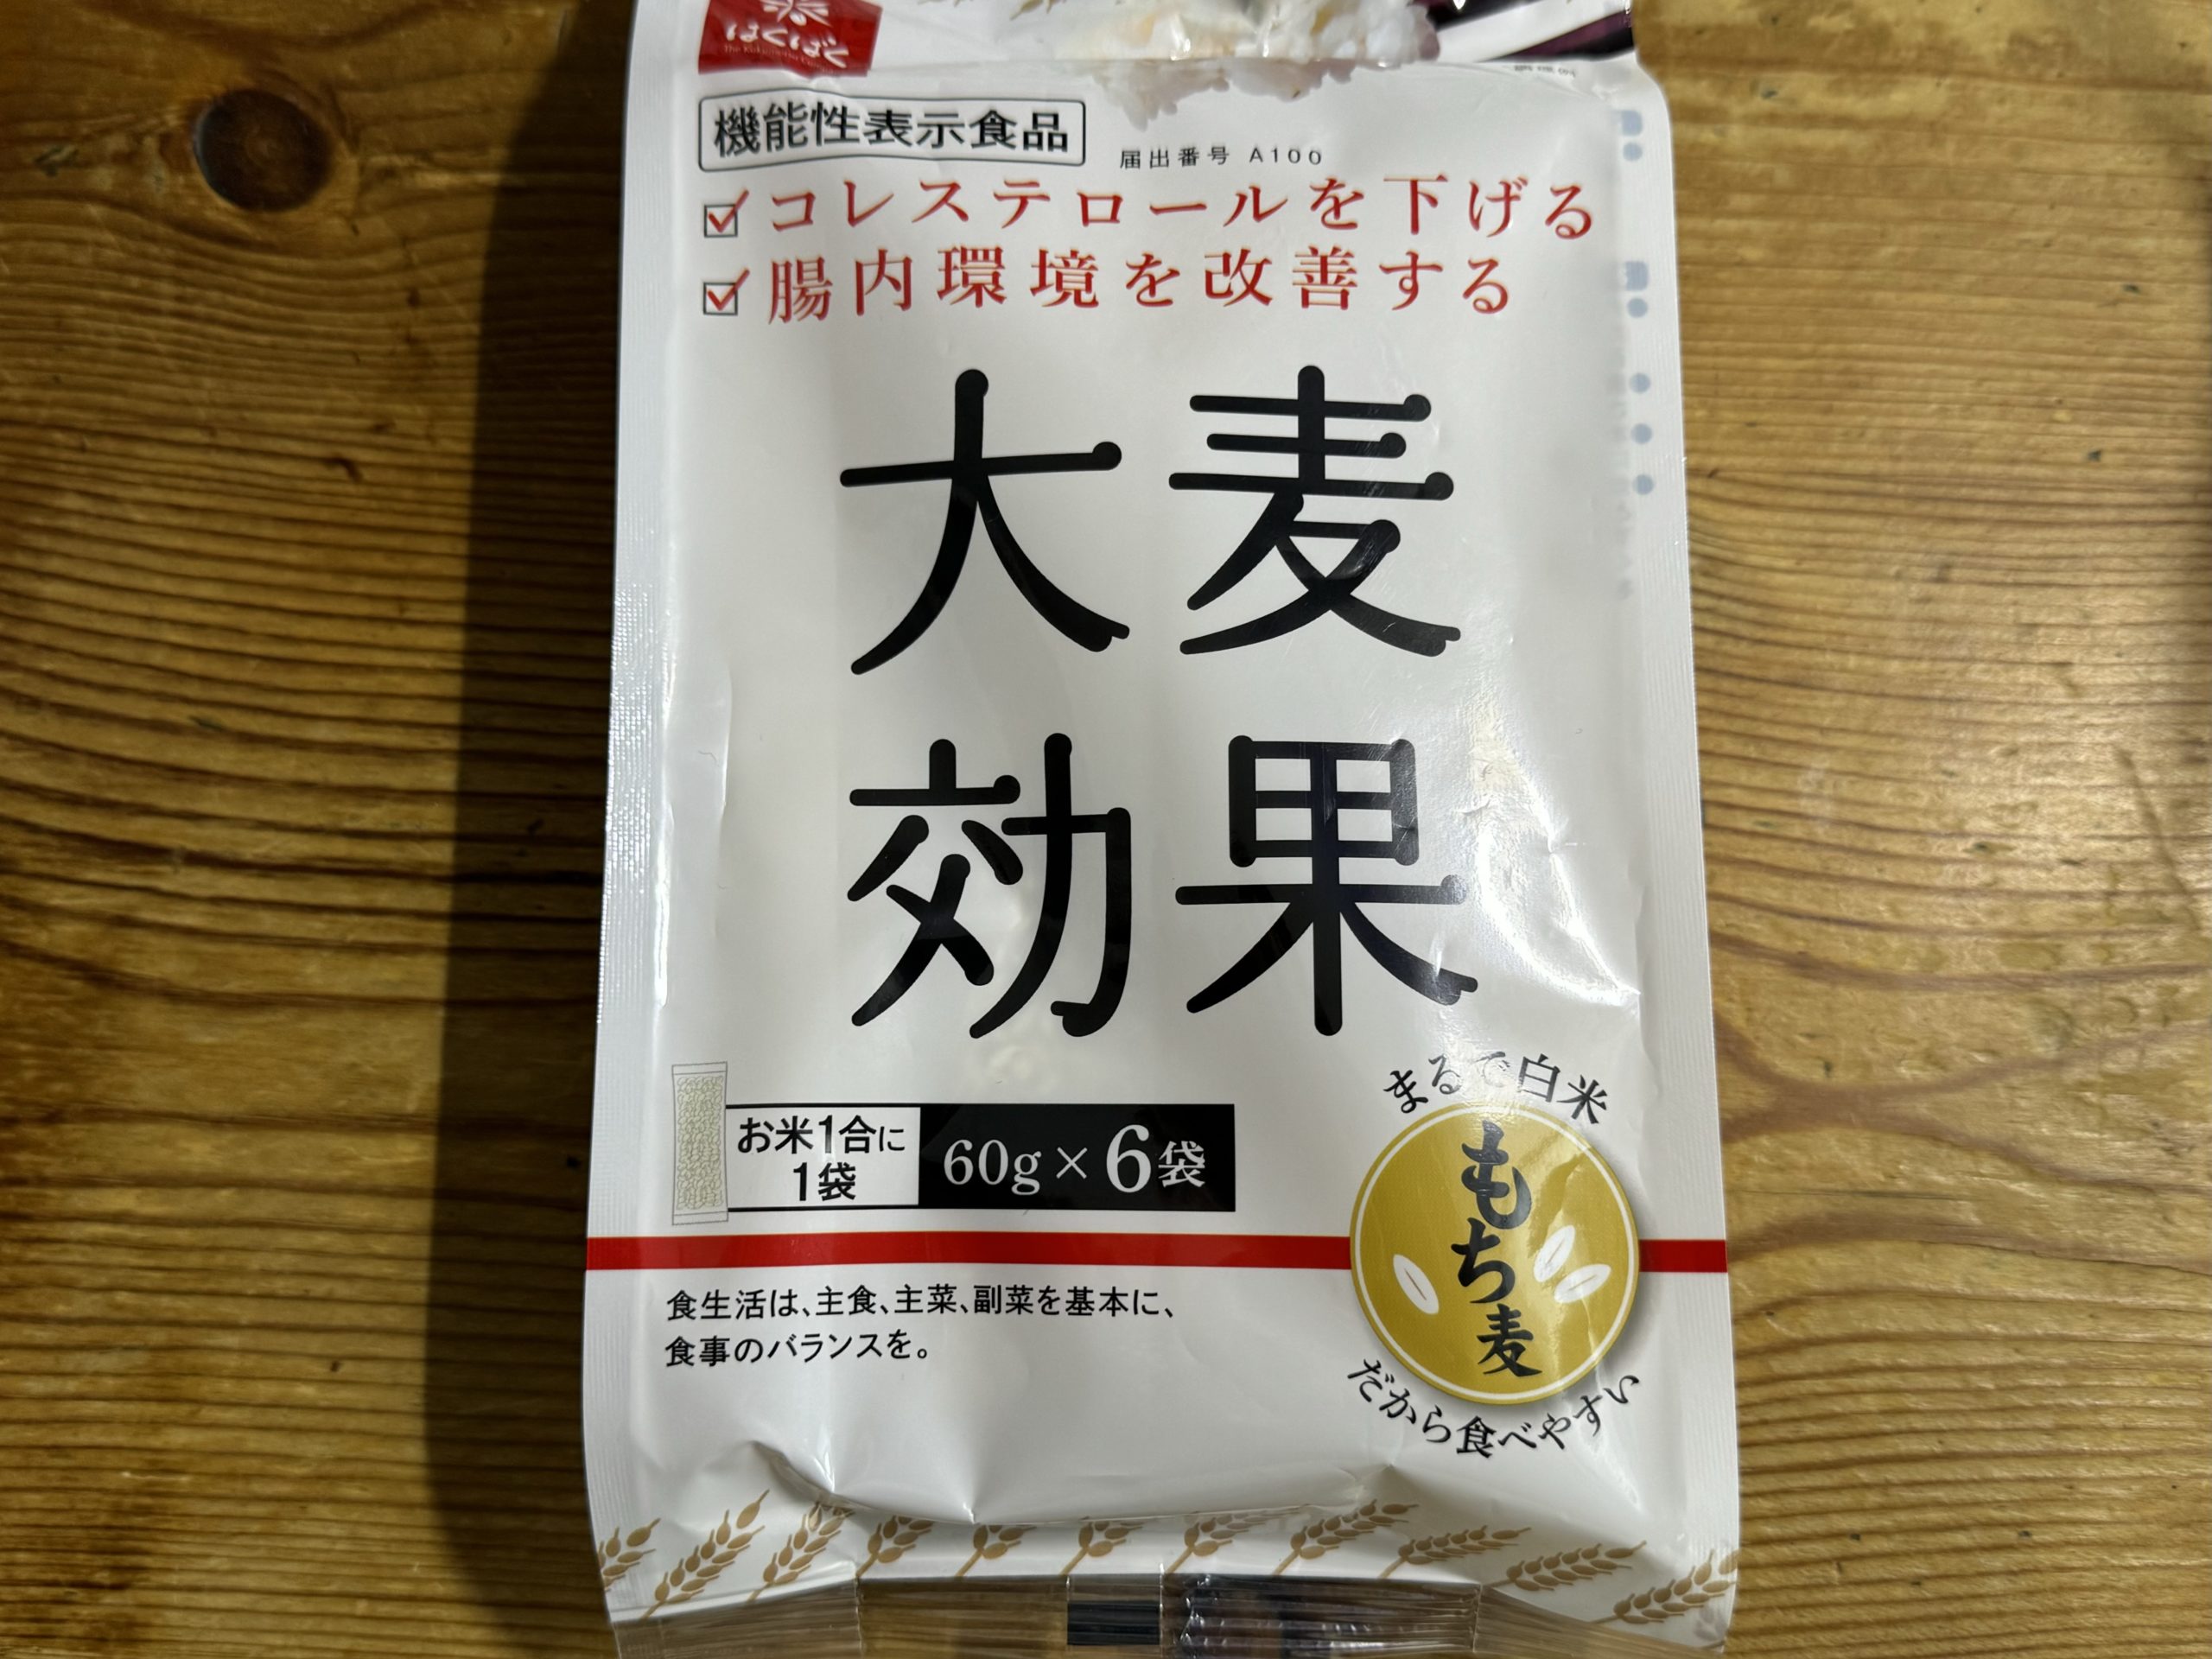 はくばく
機能性表示食品
届出番号 A100
コレステロールを下げる
腸内環境を改善する
大麦
効果
お米1合に
1袋
60g×6袋
まるで白米
もち麦
だから食べやすい
食生活は、主食、主菜、副菜を基本に、
食事のバランスを。